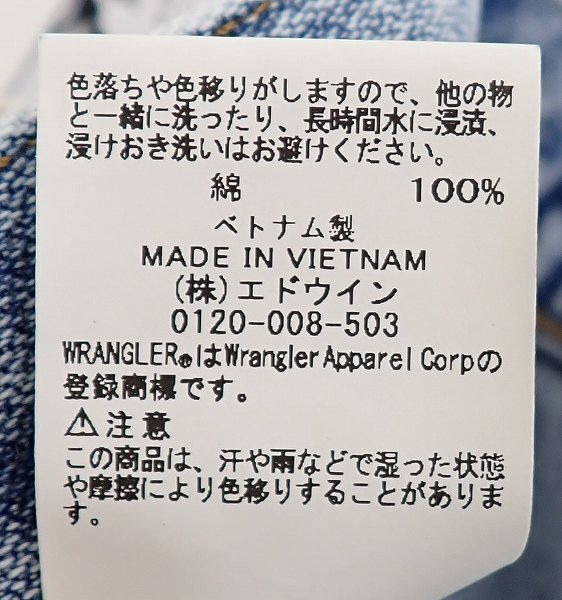 色落ちや色移りがしますので、他の物
と一緒に洗ったり、長時間水に浸漬、
浸けおき洗いはお避けください。
綿 100%
ベトナム製
MADE IN VIETNAM
(株)エドウイン
0120-008-503
WRANGLER®はWrangler Apparel Corpの
登録商標です。
⚠注意
この商品は、汗や雨などで湿った状態
や摩擦により色移りすることがありま
す。